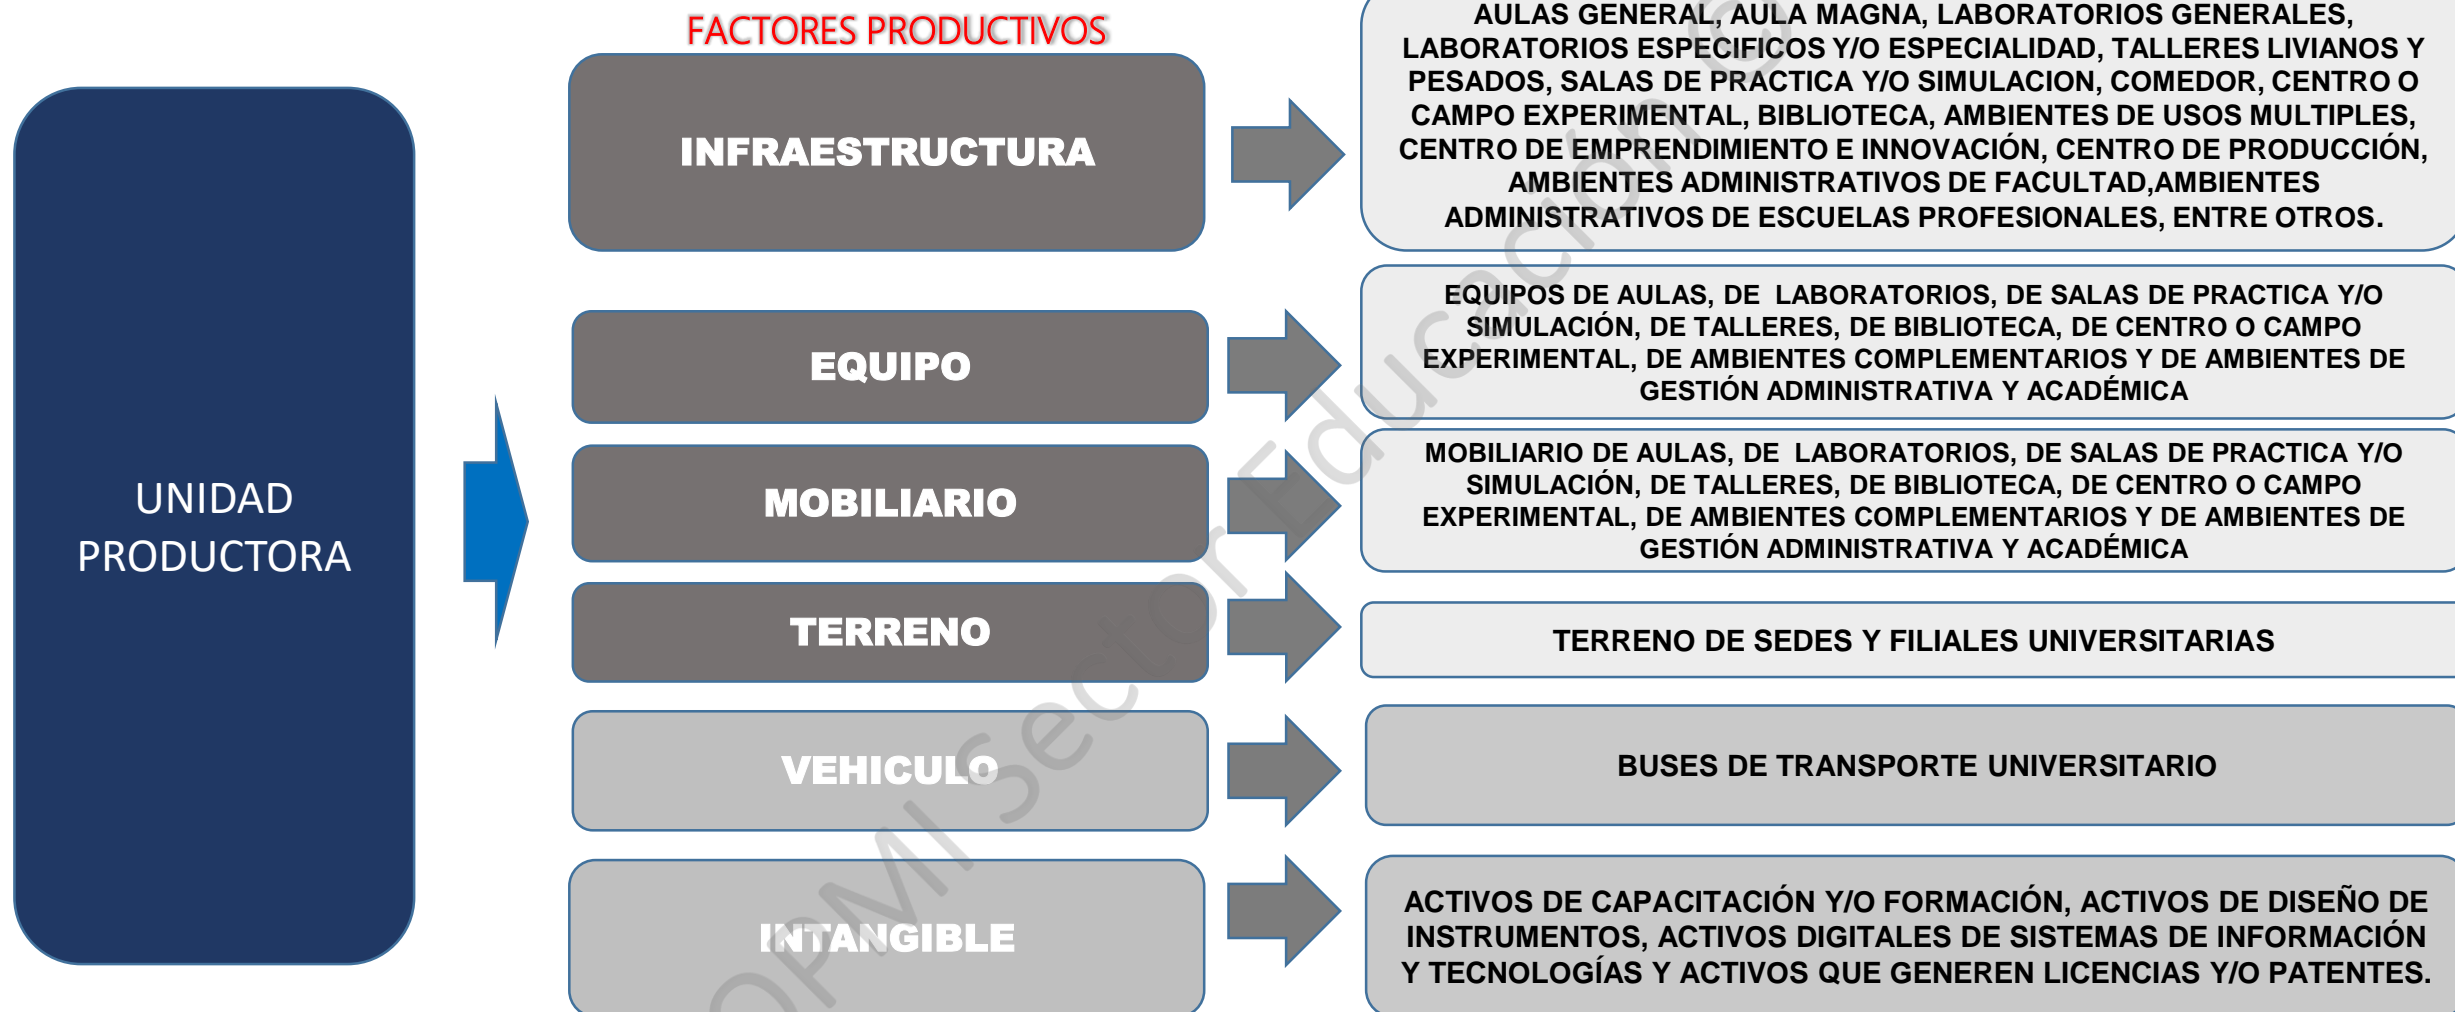 FACTORES PRODUCTIVOS
UNIDAD
PRODUCTORA
INFRAESTRUCTURA
AULAS GENERAL, AULA MAGNA, LABORATORIOS GENERALES,
LABORATORIOS ESPECIFICOS Y/O ESPECIALIDAD, TALLERES LIVIANOS Y
PESADOS, SALAS DE PRACTICA Y/O SIMULACION, COMEDOR, CENTRO O
CAMPO EXPERIMENTAL, BIBLIOTECA, AMBIENTES DE USOS MULTIPLES,
CENTRO DE EMPRENDIMIENTO E INNOVACIÓN, CENTRO DE PRODUCCIÓN,
AMBIENTES ADMINISTRATIVOS DE FACULTAD,AMBIENTES
ADMINISTRATIVOS DE ESCUELAS PROFESIONALES, ENTRE OTROS.
EQUIPO
EQUIPOS DE AULAS, DE LABORATORIOS, DE SALAS DE PRACTICA Y/O
SIMULACIÓN, DE TALLERES, DE BIBLIOTECA, DE CENTRO O CAMPO
EXPERIMENTAL, DE AMBIENTES COMPLEMENTARIOS Y DE AMBIENTES DE
GESTIÓN ADMINISTRATIVA Y ACADÉMICA
MOBILIARIO
MOBILIARIO DE AULAS, DE LABORATORIOS, DE SALAS DE PRACTICA Y/O
SIMULACIÓN, DE TALLERES, DE BIBLIOTECA, DE CENTRO O CAMPO
EXPERIMENTAL, DE AMBIENTES COMPLEMENTARIOS Y DE AMBIENTES DE
GESTIÓN ADMINISTRATIVA Y ACADÉMICA
TERRENO
TERRENO DE SEDES Y FILIALES UNIVERSITARIAS
VEHICULO
BUSES DE TRANSPORTE UNIVERSITARIO
INTANGIBLE
ACTIVOS DE CAPACITACIÓN Y/O FORMACIÓN, ACTIVOS DE DISEÑO DE
INSTRUMENTOS, ACTIVOS DIGITALES DE SISTEMAS DE INFORMACIÓN
Y TECNOLOGÍAS Y ACTIVOS QUE GENEREN LICENCIAS Y/O PATENTES.
OPMI Sector Educación ©